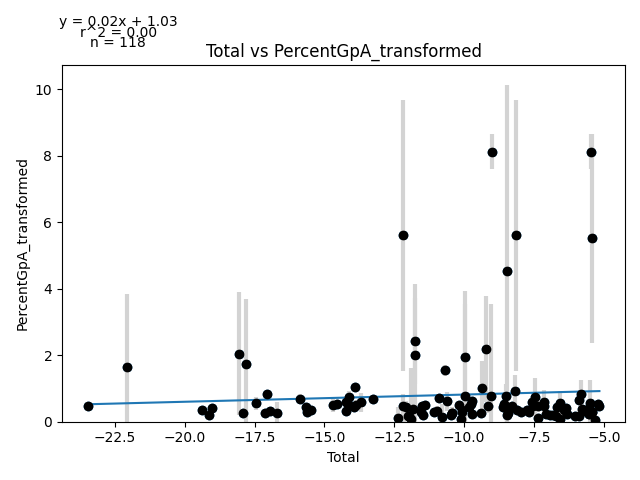 y = 0.02x + 1.03
r^2 = 0.00
n = 118
Total vs PercentGpA_transformed
10
8
6
4
2
0
PercentGpA_transformed
−22.5 −20.0 −17.5 −15.0 −12.5 −10.0 −7.5 −5.0
Total